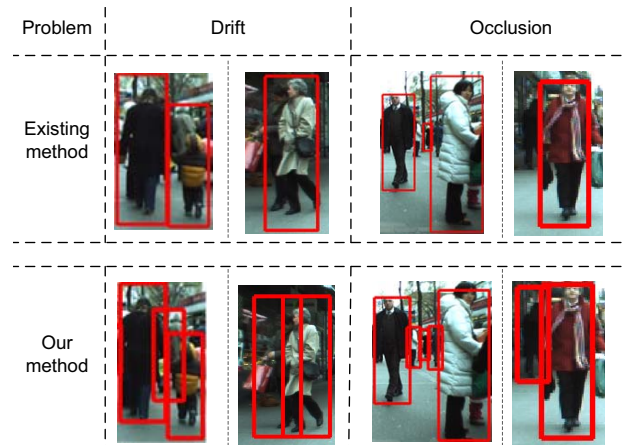 Problem
Drift
Occlusion
Existing
method
Our
method